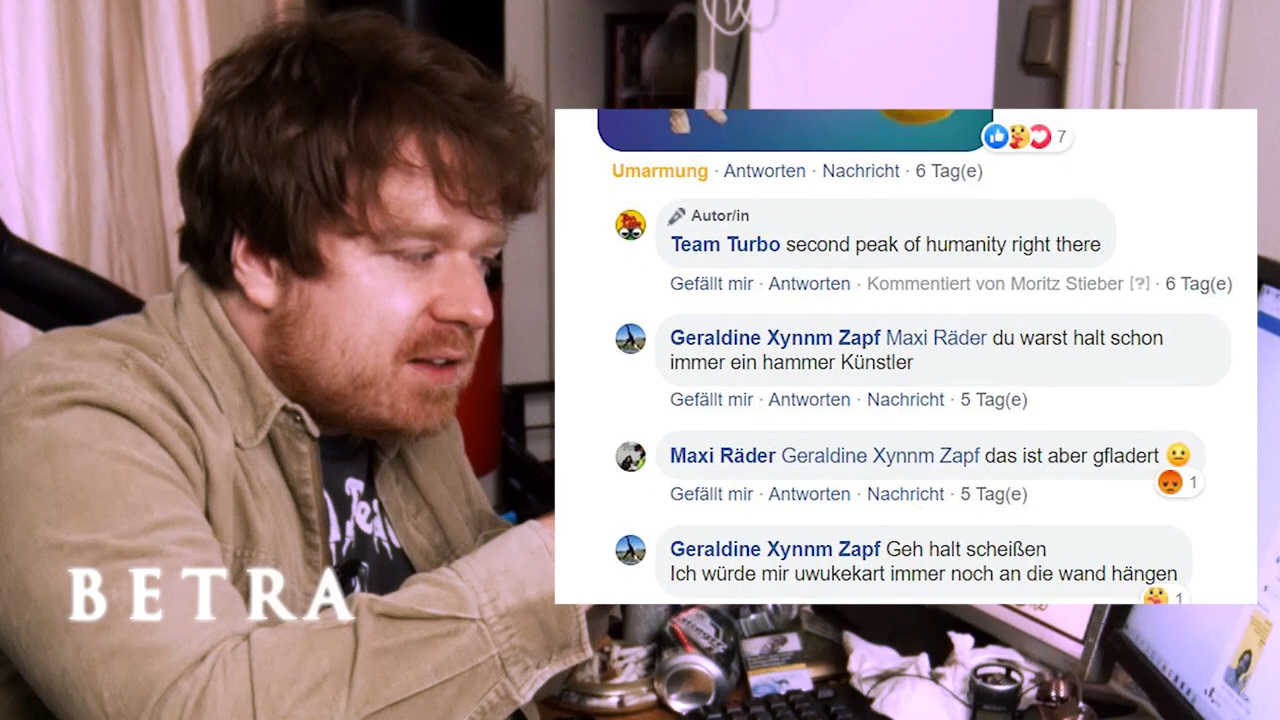 7
Umarmung · Antworten · Nachricht · 6 Tag(e)
Autor/in
Team Turbo second peak of humanity right there
Gefällt mir · Antworten · Kommentiert von Moritz Stieber [?] · 6 Tag(e)
Geraldine Xynnm Zapf Maxi Räder du warst halt schon
immer ein hammer Künstler
Gefällt mir · Antworten · Nachricht · 5 Tag(e)
Maxi Räder Geraldine Xynnm Zapf das ist aber gfladert 😐
1
Gefällt mir · Antworten · Nachricht · 5 Tag(e)
Geraldine Xynnm Zapf Geh halt scheißen
Ich würde mir uwukekart immer noch an die wand hängen
1
BETRA